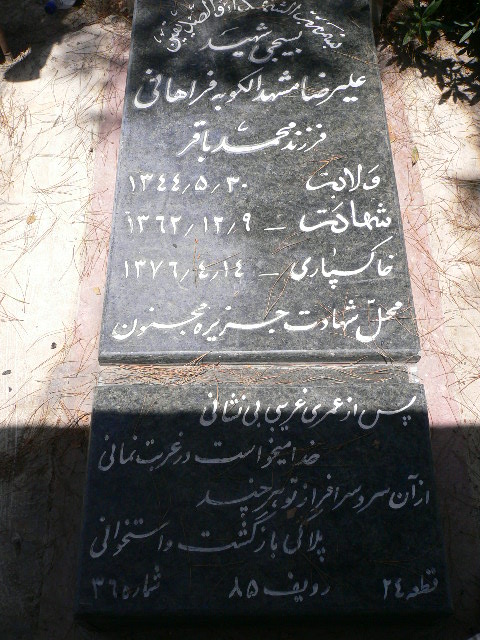 بسیجی شهید
علیرضا مشهدالکوبه فراهانی
فرزند محمدباقر
ولادت ۱۳۴۴/۵/۳۰
شهادت - ۱۳۶۲/۱۲/۹
خاکسپاری - ۱۳۷۶/۴/۱۴
محل شهادت جزیره مجنون
پس از عمری غریبی بی نشانی
خدا میخواست در غربت نمانی
از آن سرو سرافراز تو هرچند
پلاکی بازگشت و استخوانی
قطعه ۲۴ ردیف ۸۵ شماره ۳۶